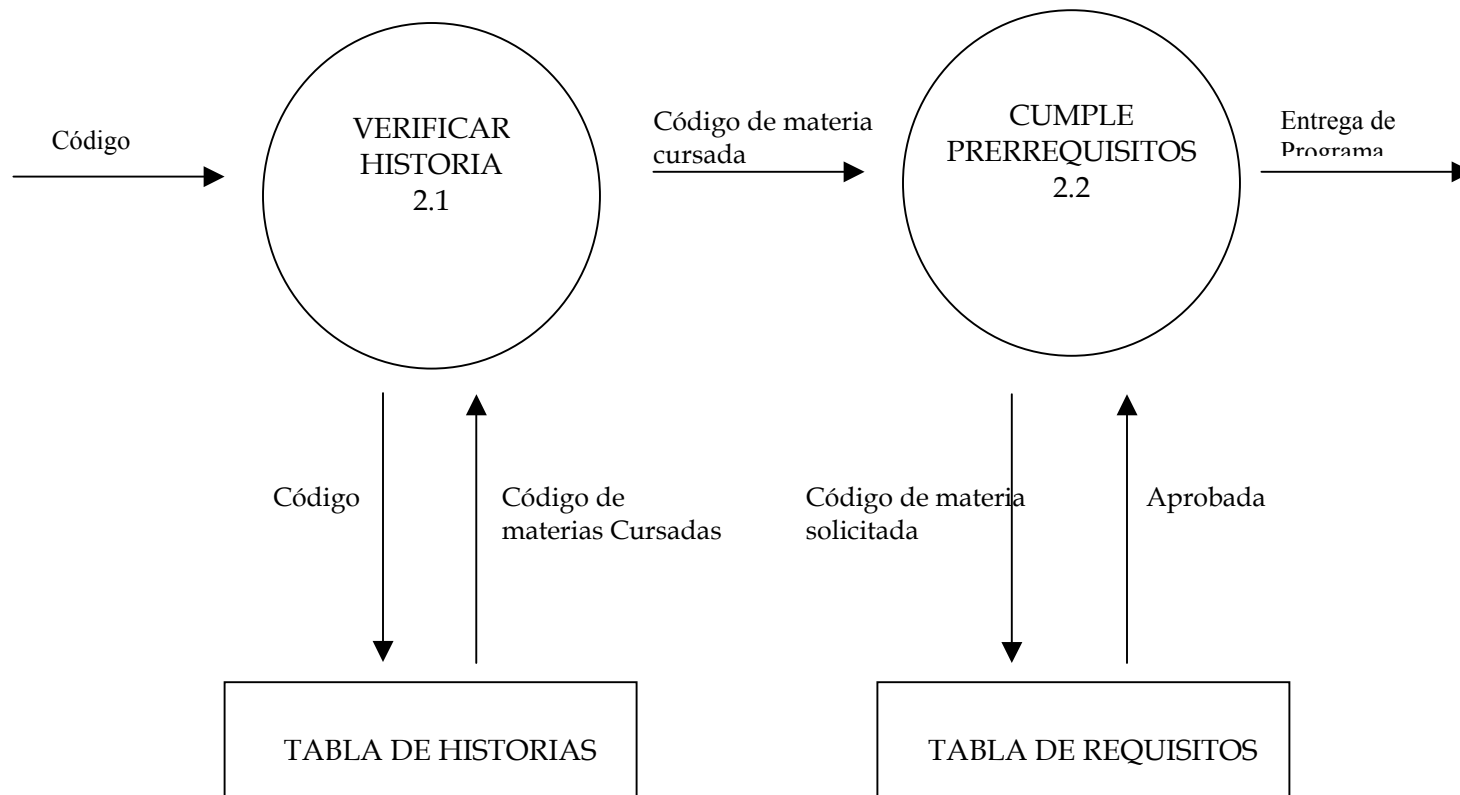 Código
VERIFICAR
HISTORIA
2.1
Código de materia
cursada
CUMPLE
PRERREQUISITOS
2.2
Entrega de
Programa
Código
Código de
materias Cursadas
Código de materia
solicitada
Aprobada
TABLA DE HISTORIAS
TABLA DE REQUISITOS